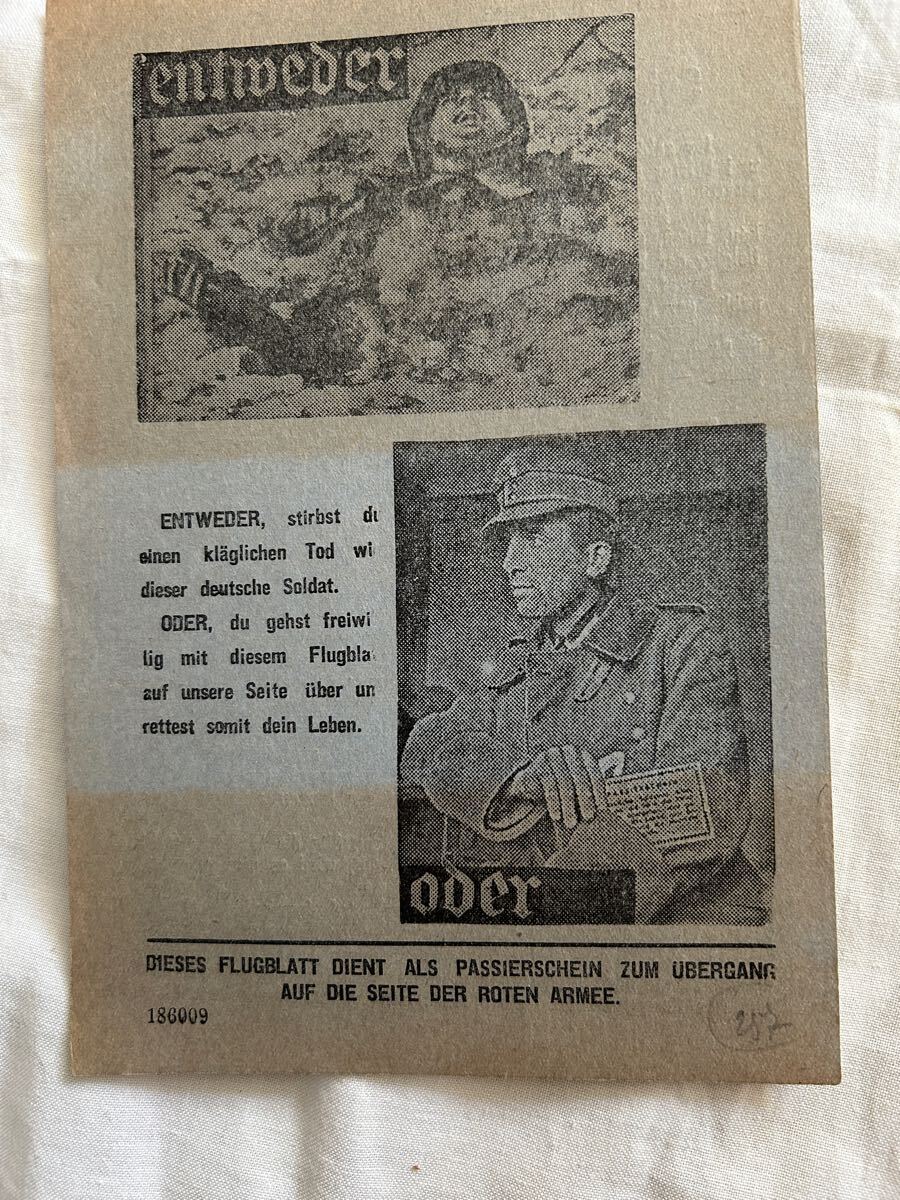 entweder
ENTWEDER, stirbst du
einen kläglichen Tod wi
dieser deutsche Soldat.
ODER, du gehst freiwi
lig mit diesem Flugbla
auf unsere Seite über un
rettest somit dein Leben.
oder
DIESES FLUGBLATT DIENT ALS PASSIERSCHEIN ZUM ÜBERGANG
AUF DIE SEITE DER ROTEN ARMEE.
186009
257